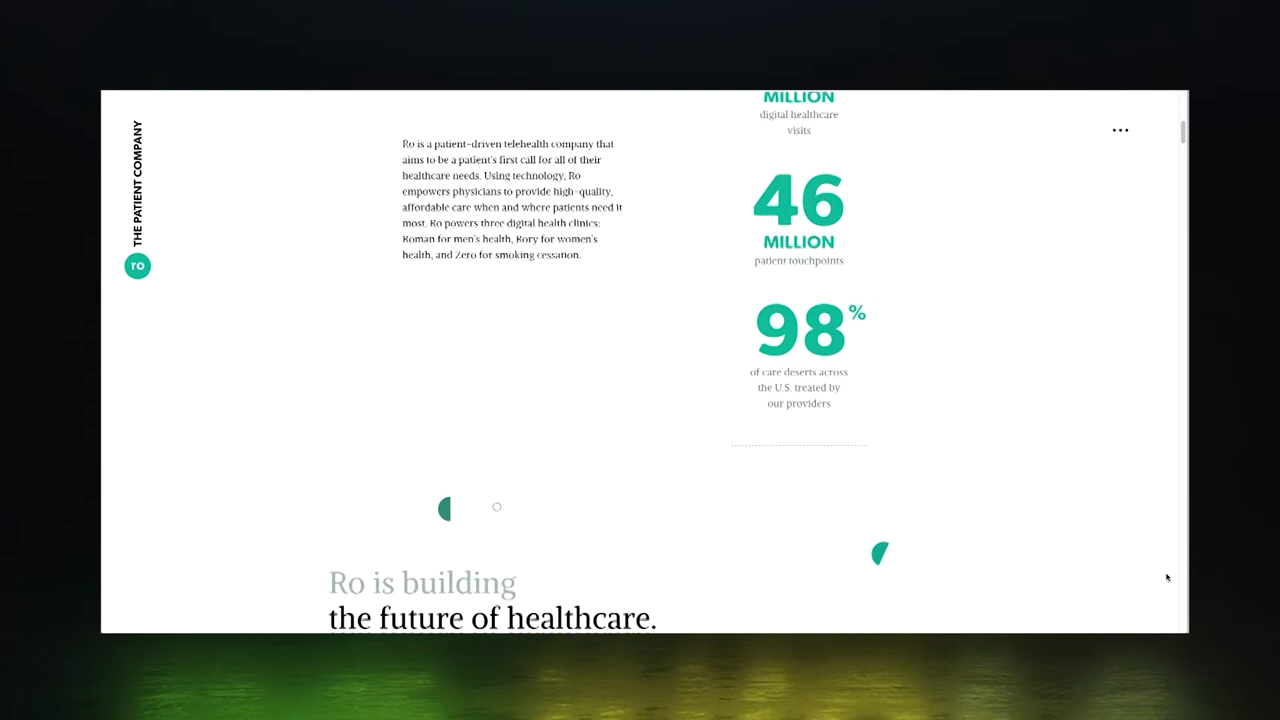 THE PATIENT COMPANY
ro
Ro is a patient-driven telehealth company that
aims to be a patient's first call for all of their
healthcare needs. Using technology, Ro
empowers physicians to provide high-quality,
affordable care when and where patients need it
most. Ro powers three digital health clinics:
Roman for men's health, Rory for women's
health, and Zero for smoking cessation.
MILLION
digital healthcare
visits
46
MILLION
patient touchpoints
98%
of care deserts across
the U.S. treated by
our providers
Ro is building
the future of healthcare.